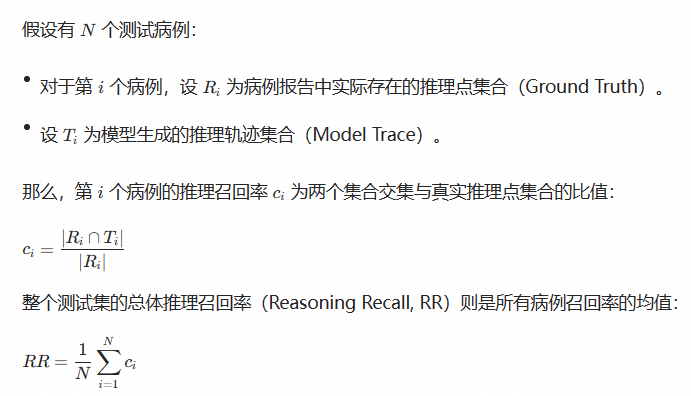 假设有 N 个测试病例：
• 对于第 i 个病例，设 R_i 为病例报告中实际存在的推理点集合（Ground Truth）。
• 设 T_i 为模型生成的推理轨迹集合（Model Trace）。
那么，第 i 个病例的推理召回率 c_i 为两个集合交集与真实推理点集合的比值：
c_i = |R_i ∩ T_i| / |R_i|
整个测试集的总体推理召回率（Reasoning Recall, RR）则是所有病例召回率的均值：
RR = \frac{1}{N} \sum_{i=1}^{N} c_i